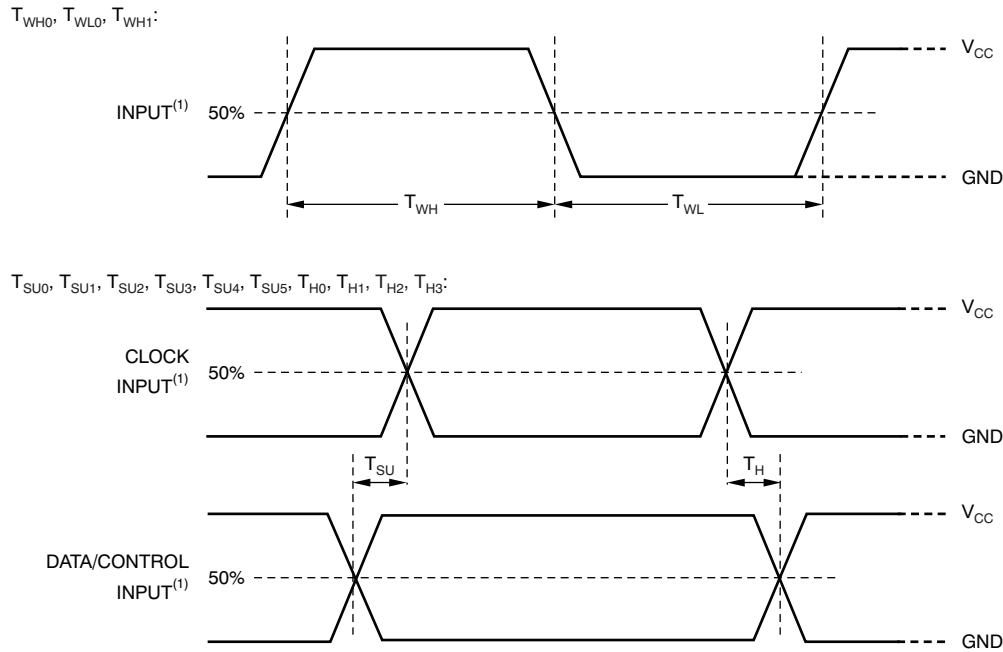 T_WH0, T_WL0, T_WH1:
V_CC
INPUT(1) 50%
GND
T_WH T_WL
T_SU0, T_SU1, T_SU2, T_SU3, T_SU4, T_SU5, T_H0, T_H1, T_H2, T_H3:
V_CC
CLOCK
INPUT(1) 50%
GND
T_SU T_H
V_CC
DATA/CONTROL
INPUT(1) 50%
GND